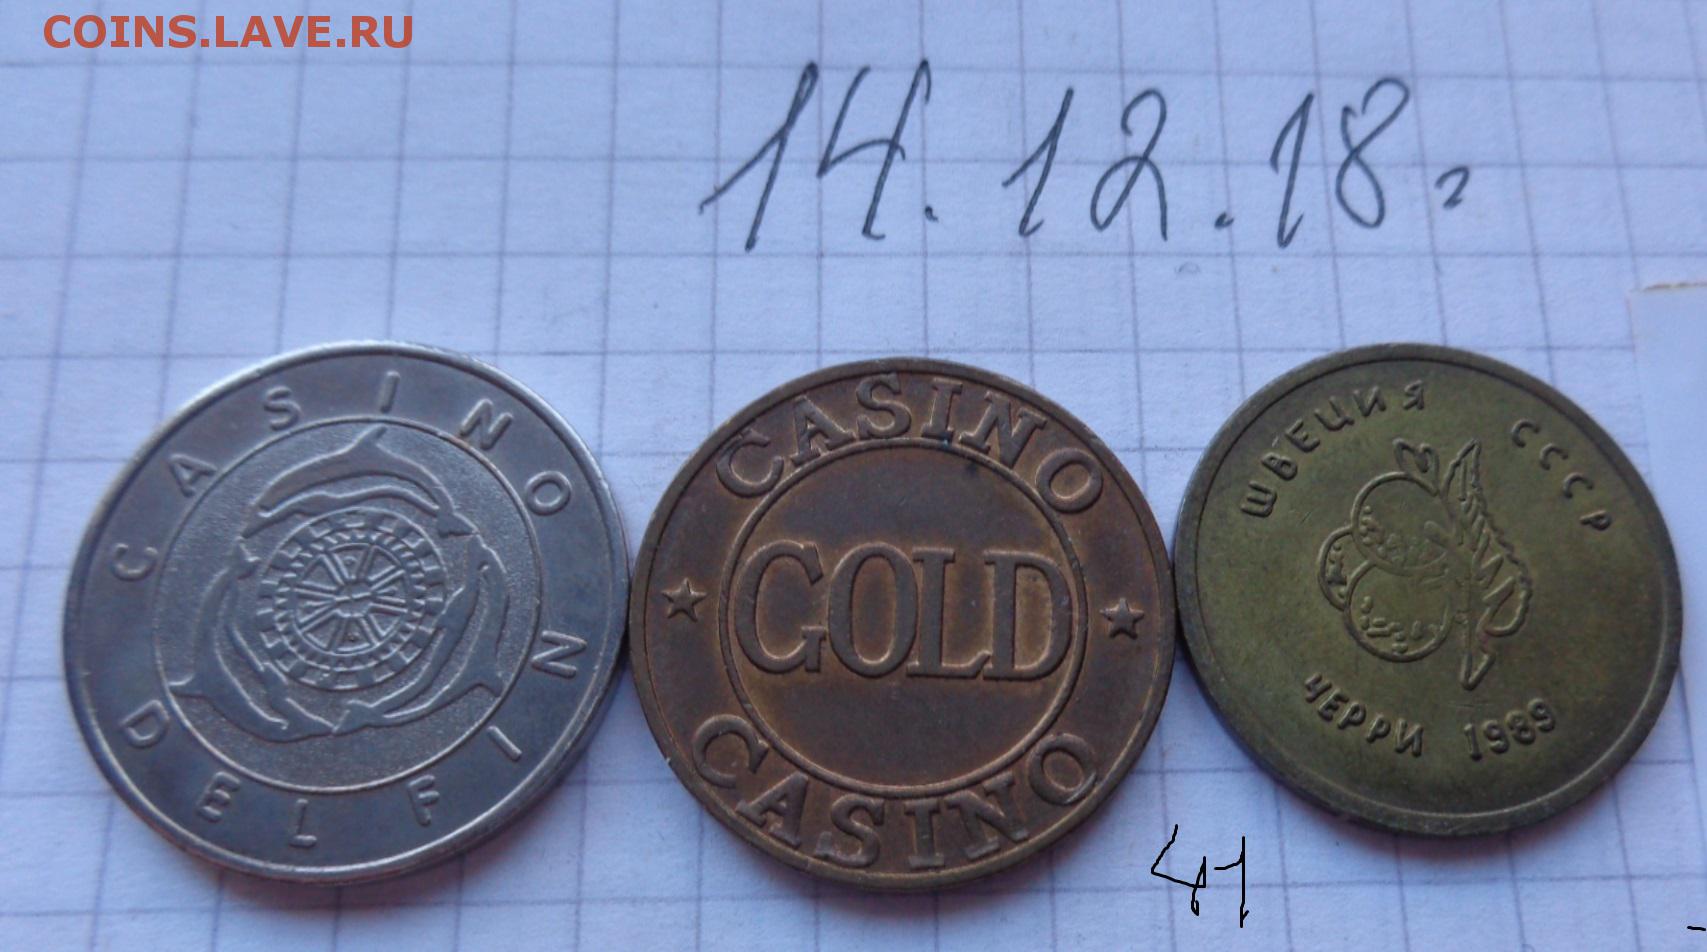 COINS.LAVE.RU
14.12.18г
CASINO
DELFIN
CASINO
GOLD
CASINO
ШВЕЦИЯ СССР
ЧЕРРИ 1989
41